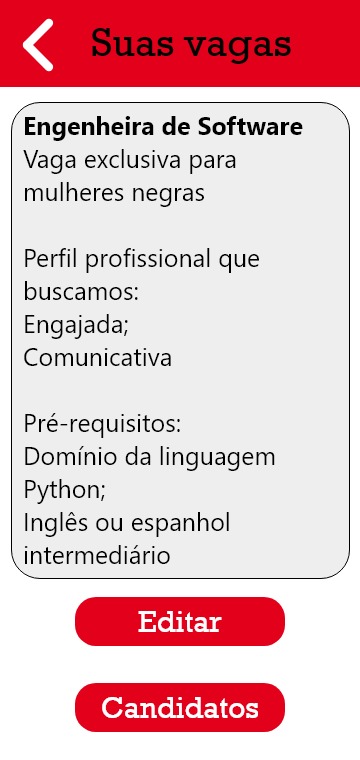 Suas vagas
Engenheira de Software
Vaga exclusiva para
mulheres negras
Perfil profissional que
buscamos:
Engajada;
Comunicativa
Pré-requisitos:
Domínio da linguagem
Python;
Inglês ou espanhol
intermediário
Editar
Candidatos